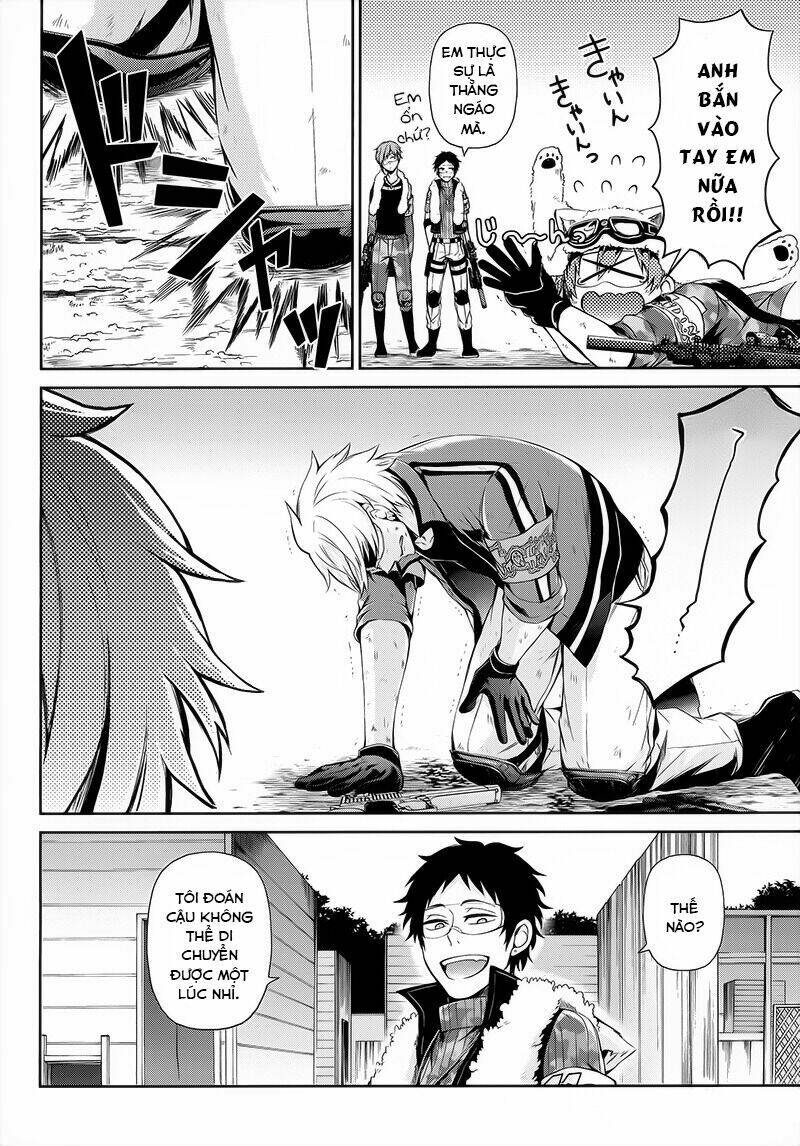 ANH
BẮN
VÀO
TAY EM
NỮA
RỒI!!
きゃいん
きゃいんっ
じ〜んっ
EM THỰC
SỰ LÀ
THẰNG
NGÁO
MÀ.
Em
ổn
chứ?
ドシャ
THẾ
NÀO?
TÔI ĐOÁN
CẬU KHÔNG
THỂ DI
CHUYỂN
ĐƯỢC MỘT
LÚC NHỈ.